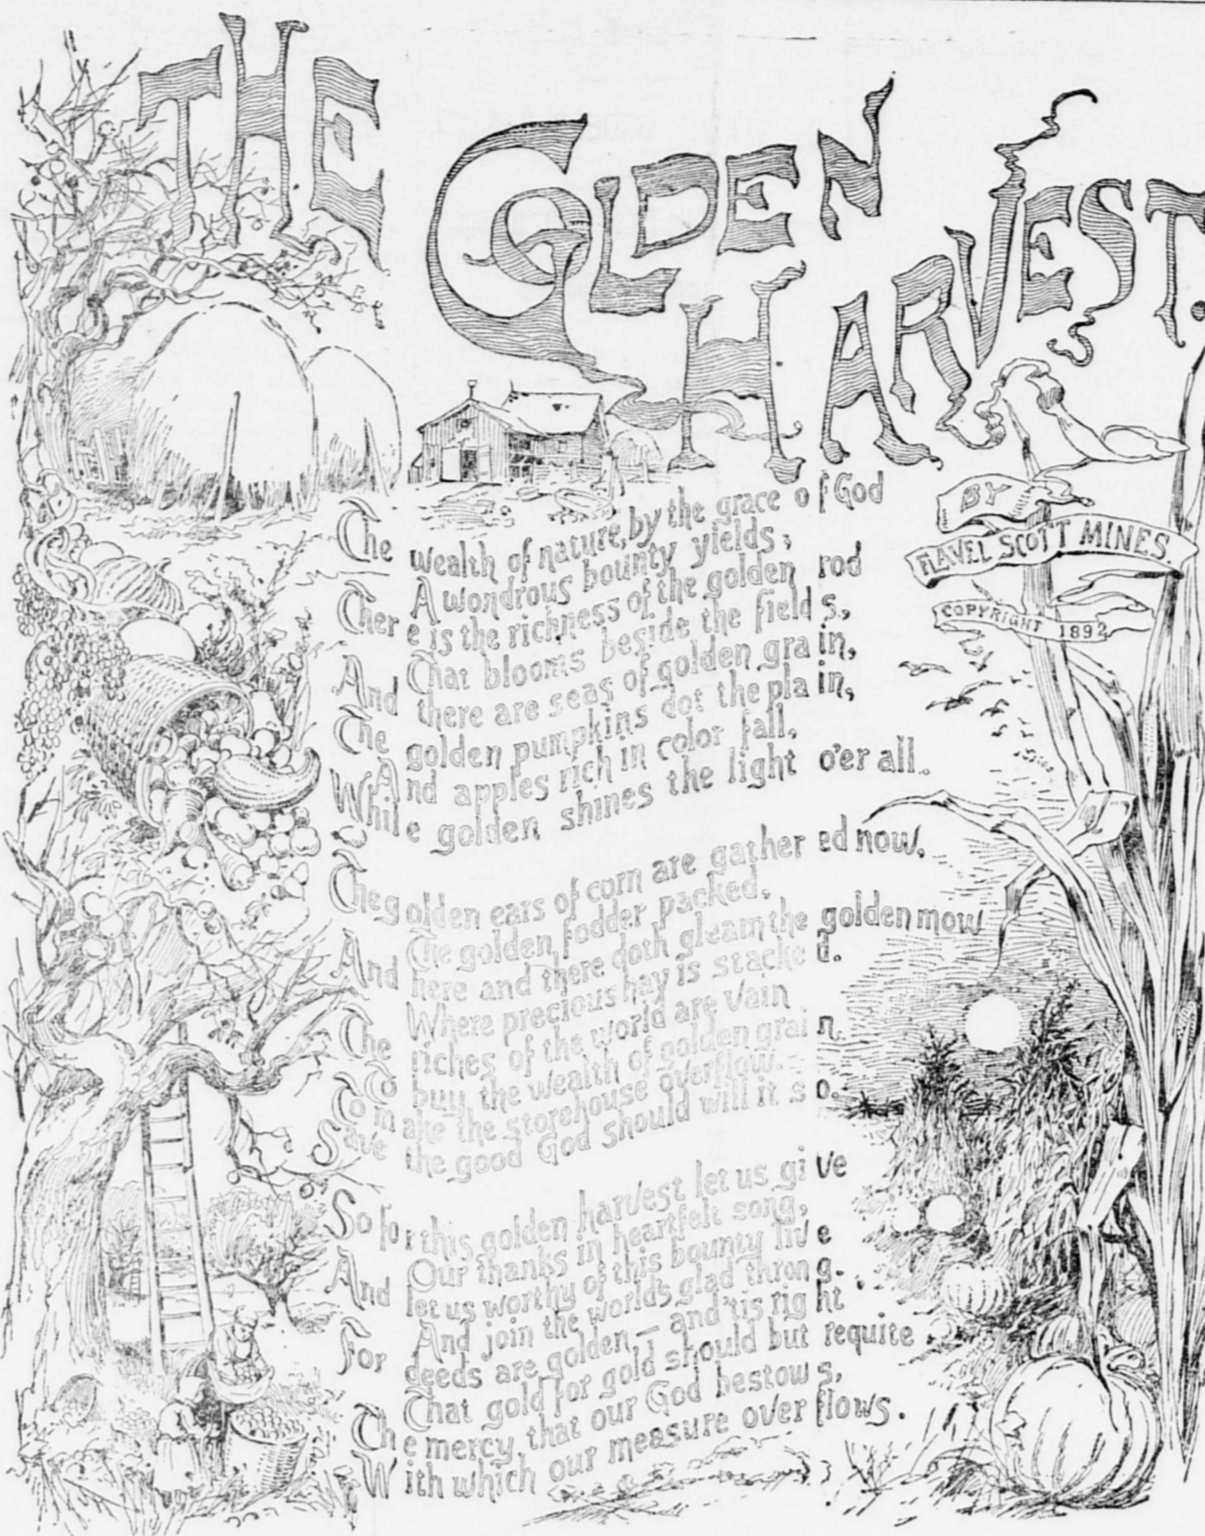 THE
GOLDEN
HARVEST.
BY
FLAVEL SCOTT MINES.
COPYRIGHT 1892
The wealth of nature, by the grace of God
A wondrous bounty yields;
There is the richness of the golden rod
That blooms beside the fields,
And there are seas of golden grain,
The golden pumpkins dot the plain,
And apples rich in color fall,
While golden shines the light o'er all.
The golden ears of corn are gathered now,
The golden fodder packed,
And here and there doth gleam the golden mow
Where precious hay is stacked.
The riches of the world are vain
To buy the wealth of golden grain.
To make the storehouse overflow
Save the good God should will it so.
So for this golden harvest let us give
Our thanks in heartfelt song,
And let us worthy of this bounty live
And join the worlds glad throng.
For deeds are golden — and 'tis right
That gold for gold should but requite
The mercy, that our God bestows,
With which our measure overflows.